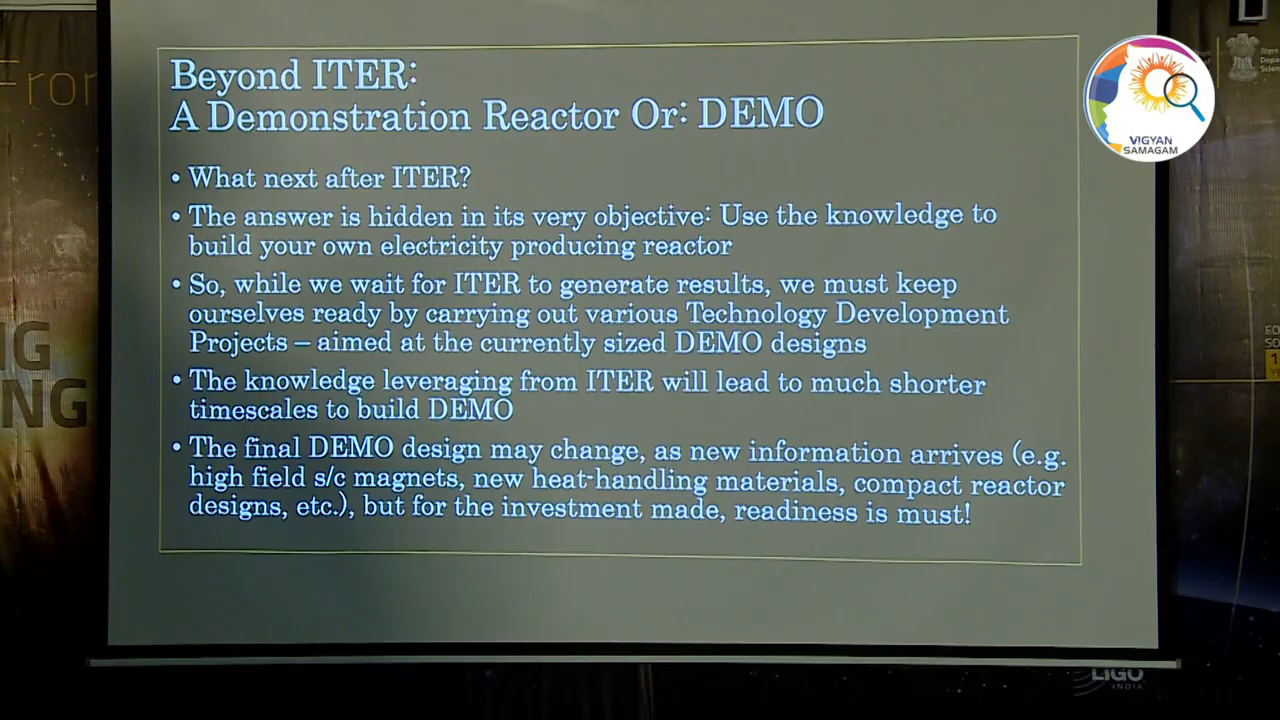 Beyond ITER:
A Demonstration Reactor Or: DEMO
• What next after ITER?
• The answer is hidden in its very objective: Use the knowledge to
build your own electricity producing reactor
• So, while we wait for ITER to generate results, we must keep
ourselves ready by carrying out various Technology Development
Projects – aimed at the currently sized DEMO designs
• The knowledge leveraging from ITER will lead to much shorter
timescales to build DEMO
• The final DEMO design may change, as new information arrives (e.g.
high field s/c magnets, new heat-handling materials, compact reactor
designs, etc.), but for the investment made, readiness is must!
VIGYAN
SAMAGAM
Fron
NG
LIGO
INDIA